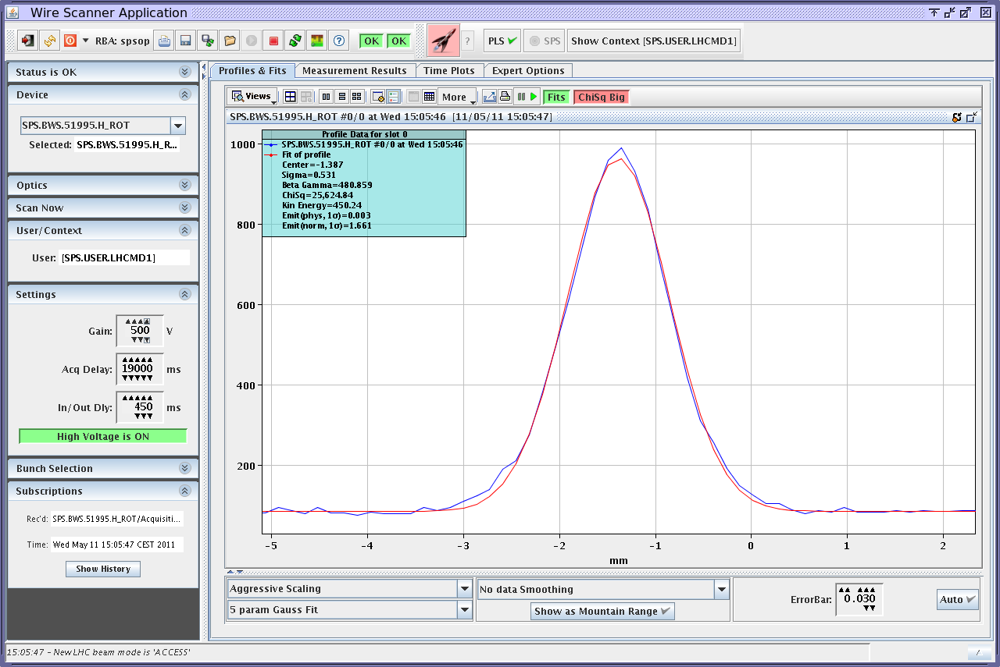 Wire Scanner Application
RBA: spsop
OK
OK
?
PLS
SPS
Show Context [SPS.USER.LHCMD1]
Status is OK
Device
SPS.BWS.51995.H_ROT
Selected: SPS.BWS.51995.H_R...
Optics
Scan Now
User/Context
User: [SPS.USER.LHCMD1]
Settings
Gain: 500 V
Acq Delay: 19000 ms
In/Out Dly: 450 ms
High Voltage is ON
Bunch Selection
Subscriptions
Rec'd: SPS.BWS.51995.H_ROT/Acquisiti...
Time: Wed May 11 15:05:47 CEST 2011
Show History
Profiles & Fits
Measurement Results
Time Plots
Expert Options
Views
More
Fits
ChiSq Big
SPS.BWS.51995.H_ROT #0/0 at Wed 15:05:46 [11/05/11 15:05:47]
Profile Data for slot 0
SPS.BWS.51995.H_ROT #0/0 at Wed 15:05:46
Fit of profile
Center=-1.387
Sigma=0.531
Beta Gamma=480.859
ChiSq=25,624.84
Kin Energy=450.24
Emit(phys, 1σ)=0.003
Emit(norm, 1σ)=1.661
1000
800
600
400
200
-5 -4 -3 -2 -1 0 1 2
mm
Aggressive Scaling
5 param Gauss Fit
No data Smoothing
Show as Mountain Range
ErrorBar: 0.030
Auto
15:05:47 - New LHC beam mode is 'ACCESS'